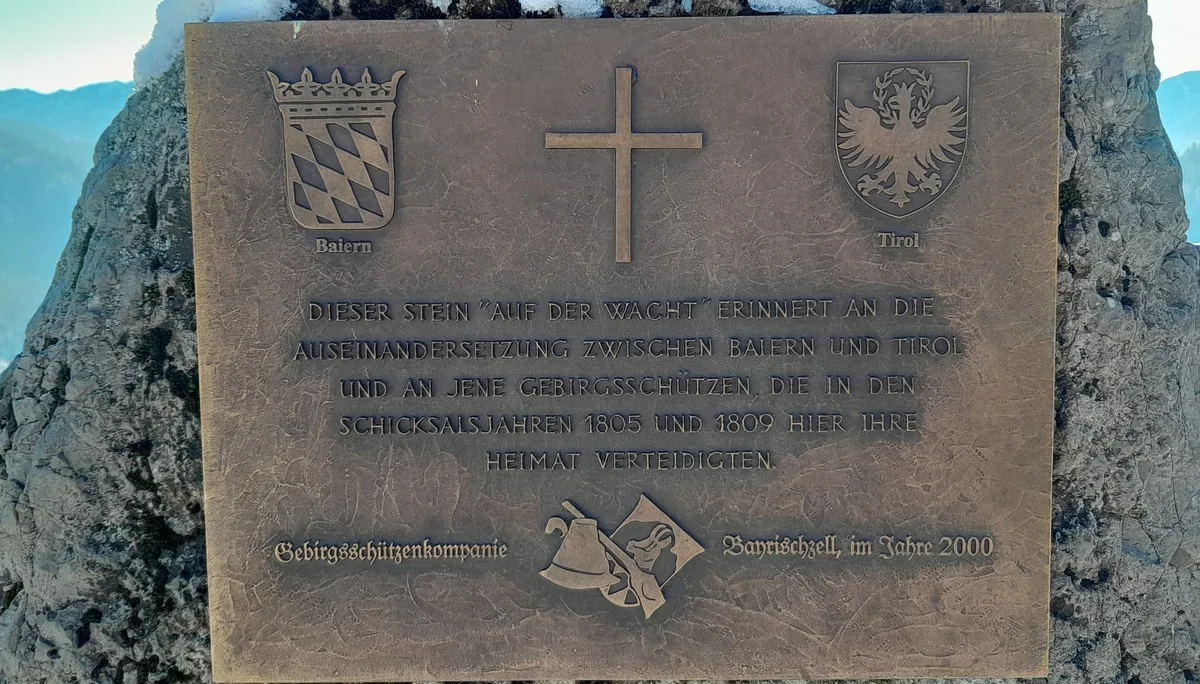 Baiern
Tirol
DIESER STEIN "AUF DER WACHT" ERINNERT AN DIE
AUSEINANDERSETZUNG ZWISCHEN BAIERN UND TIROL
UND AN JENE GEBIRGSSCHÜTZEN, DIE IN DEN
SCHICKSALSJAHREN 1805 UND 1809 HIER IHRE
HEIMAT VERTEIDIGTEN.
Gebirgsschützenkompanie
Bayrischzell, im Jahre 2000